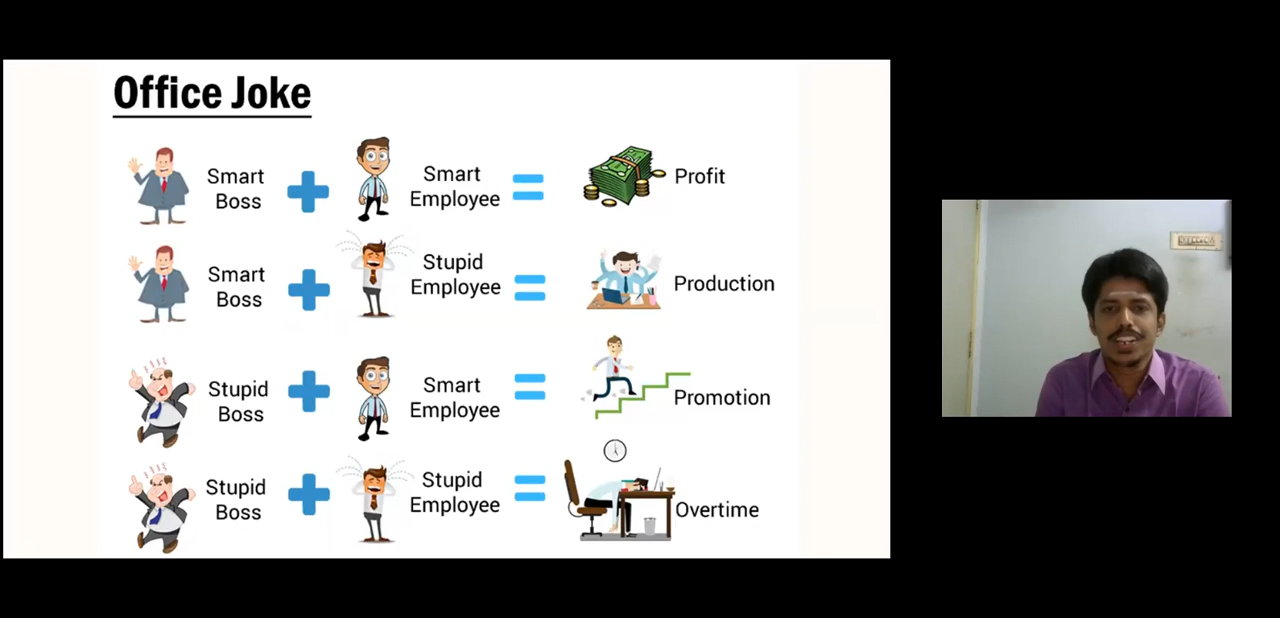 Office Joke
Smart
Boss
Smart
Employee
Profit
Smart
Boss
Stupid
Employee
Production
Stupid
Boss
Smart
Employee
Promotion
Stupid
Boss
Stupid
Employee
Overtime